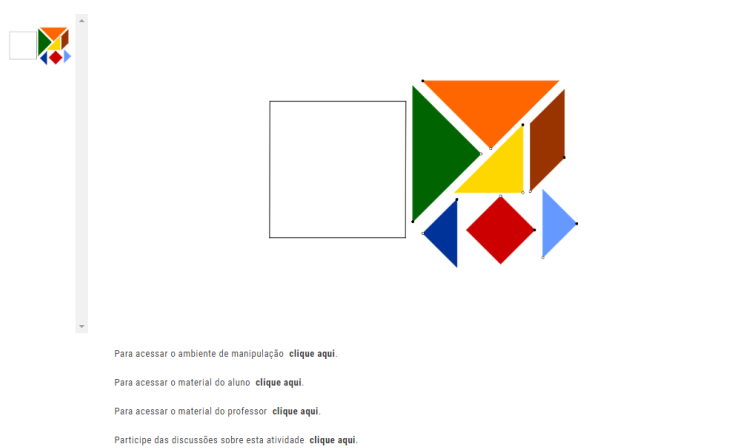 Para acessar o ambiente de manipulação clique aqui.
Para acessar o material do aluno clique aqui.
Para acessar o material do professor clique aqui.
Participe das discussões sobre esta atividade clique aqui.